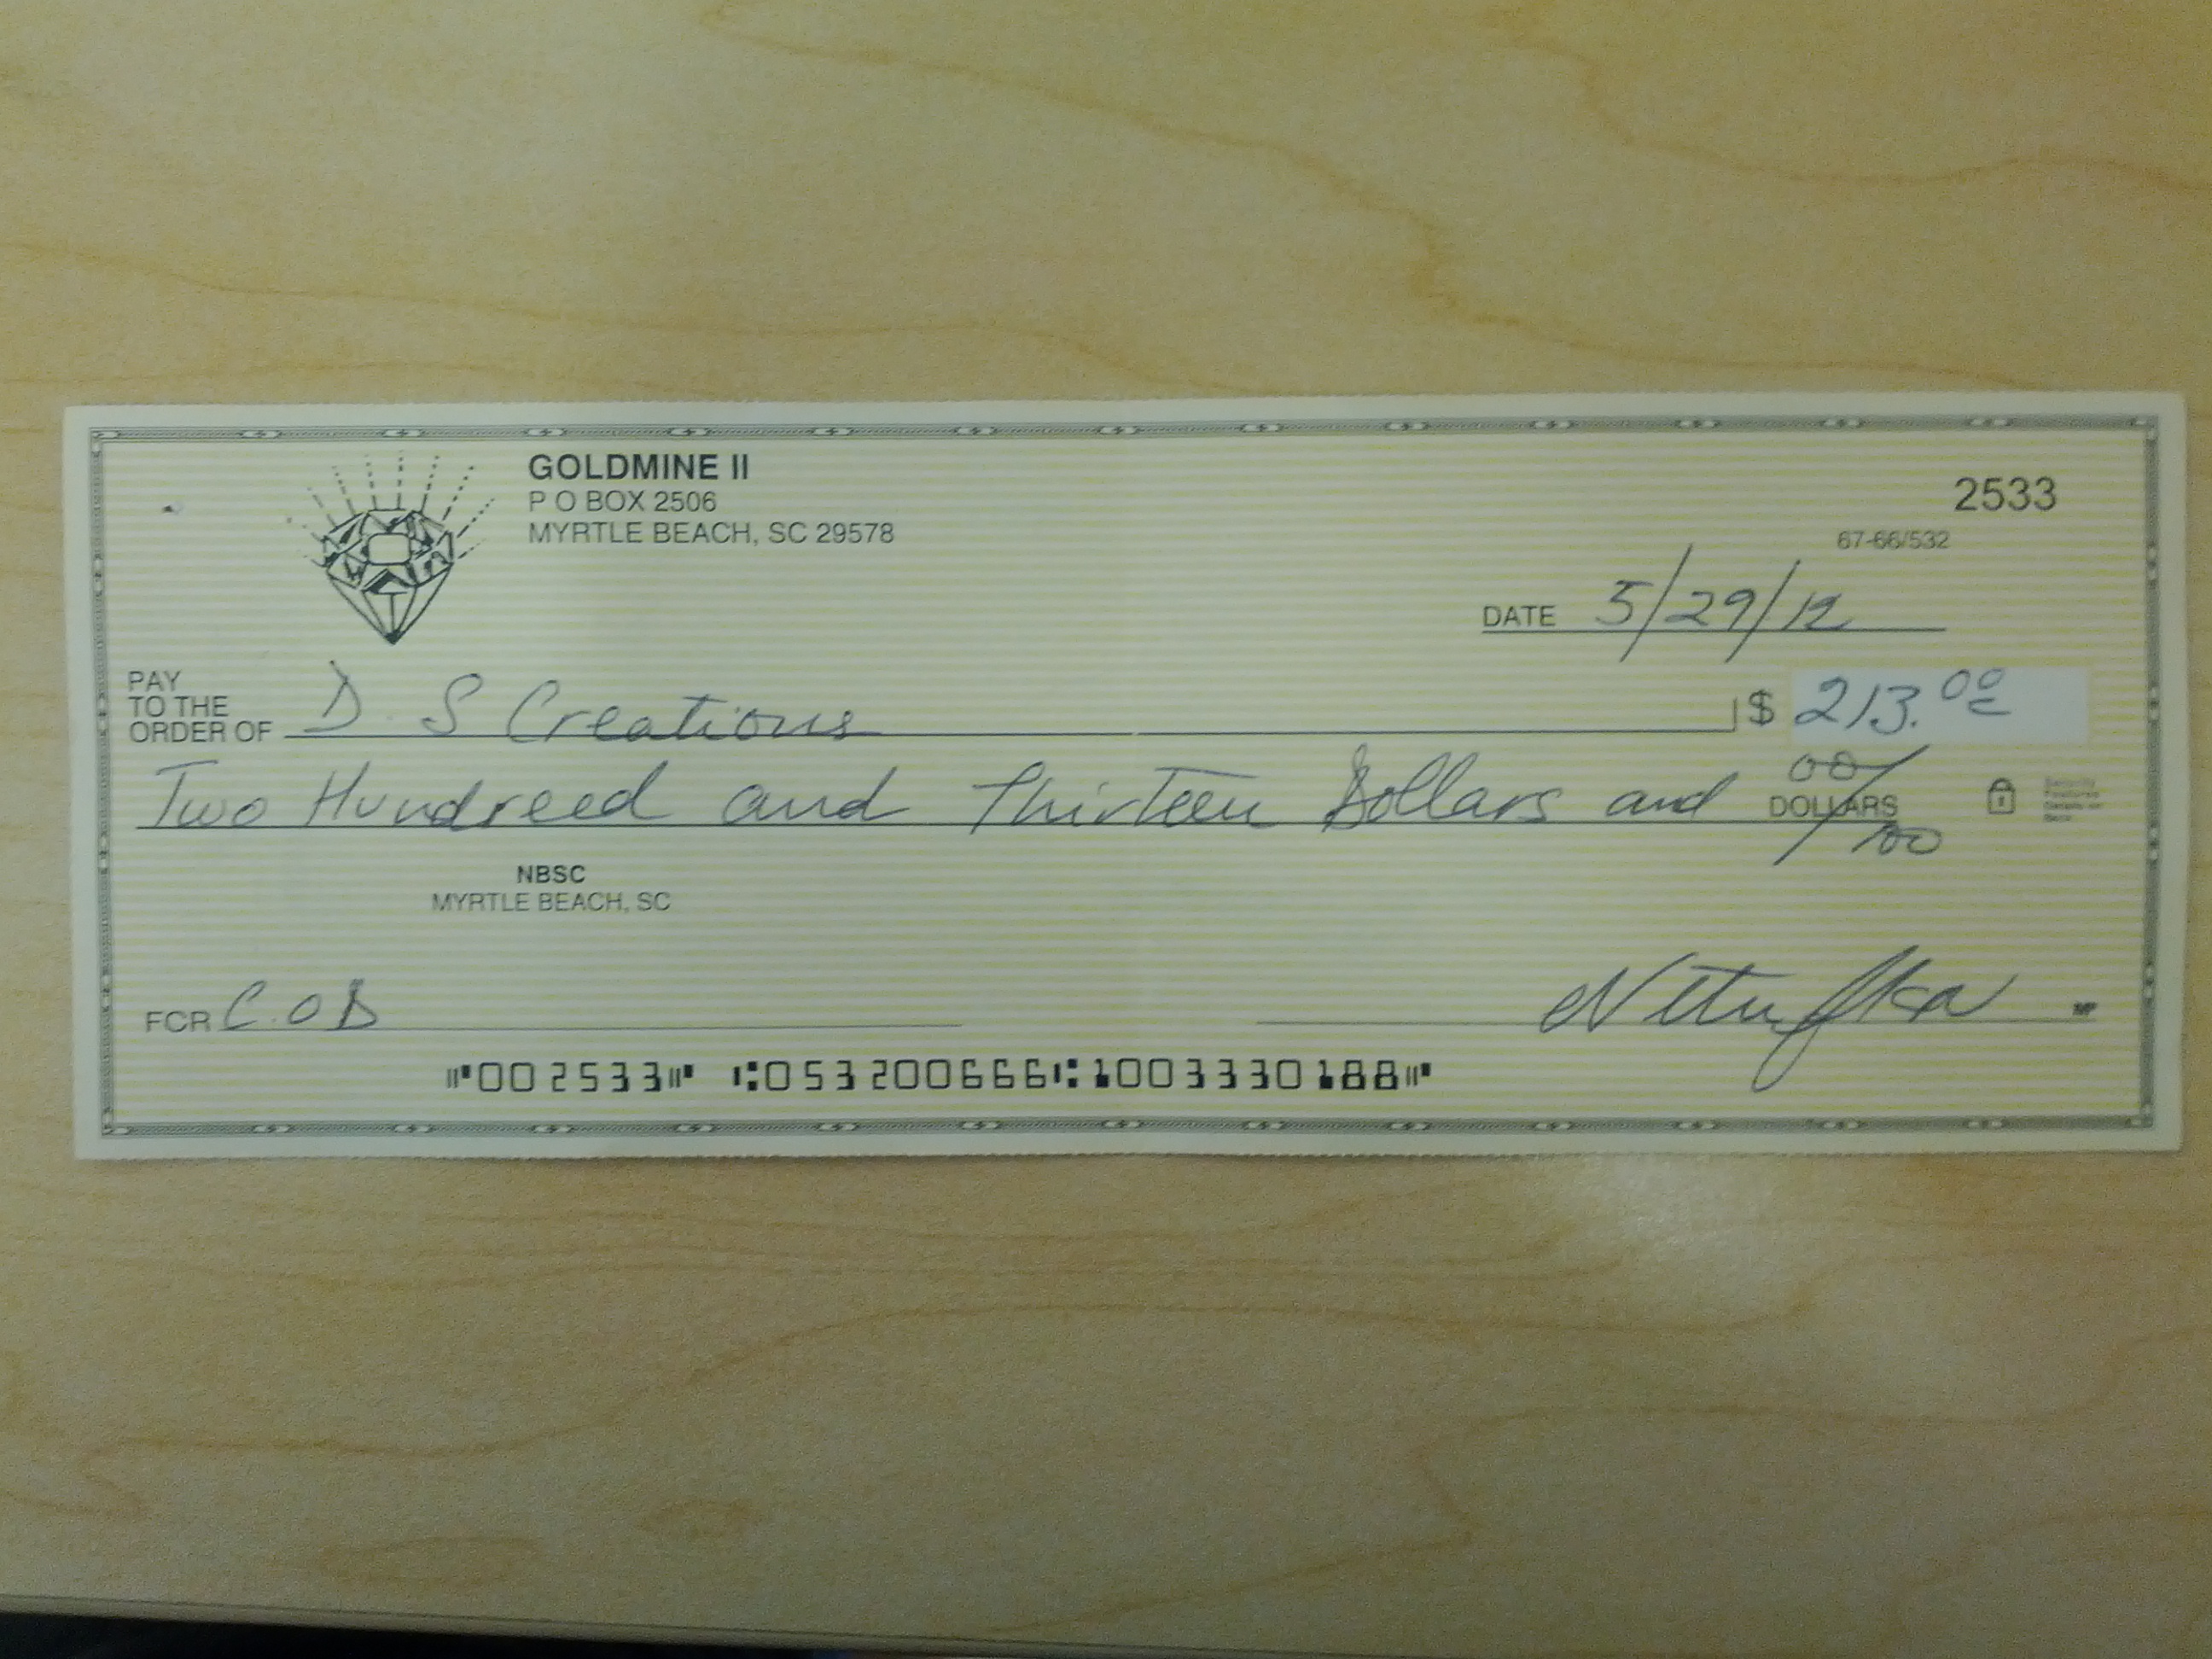 GOLDMINE II
P O BOX 2506
MYRTLE BEACH, SC 29578
2533
67-66/532
DATE 5/29/12
PAY
TO THE
ORDER OF D. S Creations $ 213.00
Two Hundreed and Thirteen Dollars and 00/100 DOLLARS
NBSC
MYRTLE BEACH, SC
FOR C.O.D
MP
⑈002533⑈ ⑆053200666⑆1003330188⑈